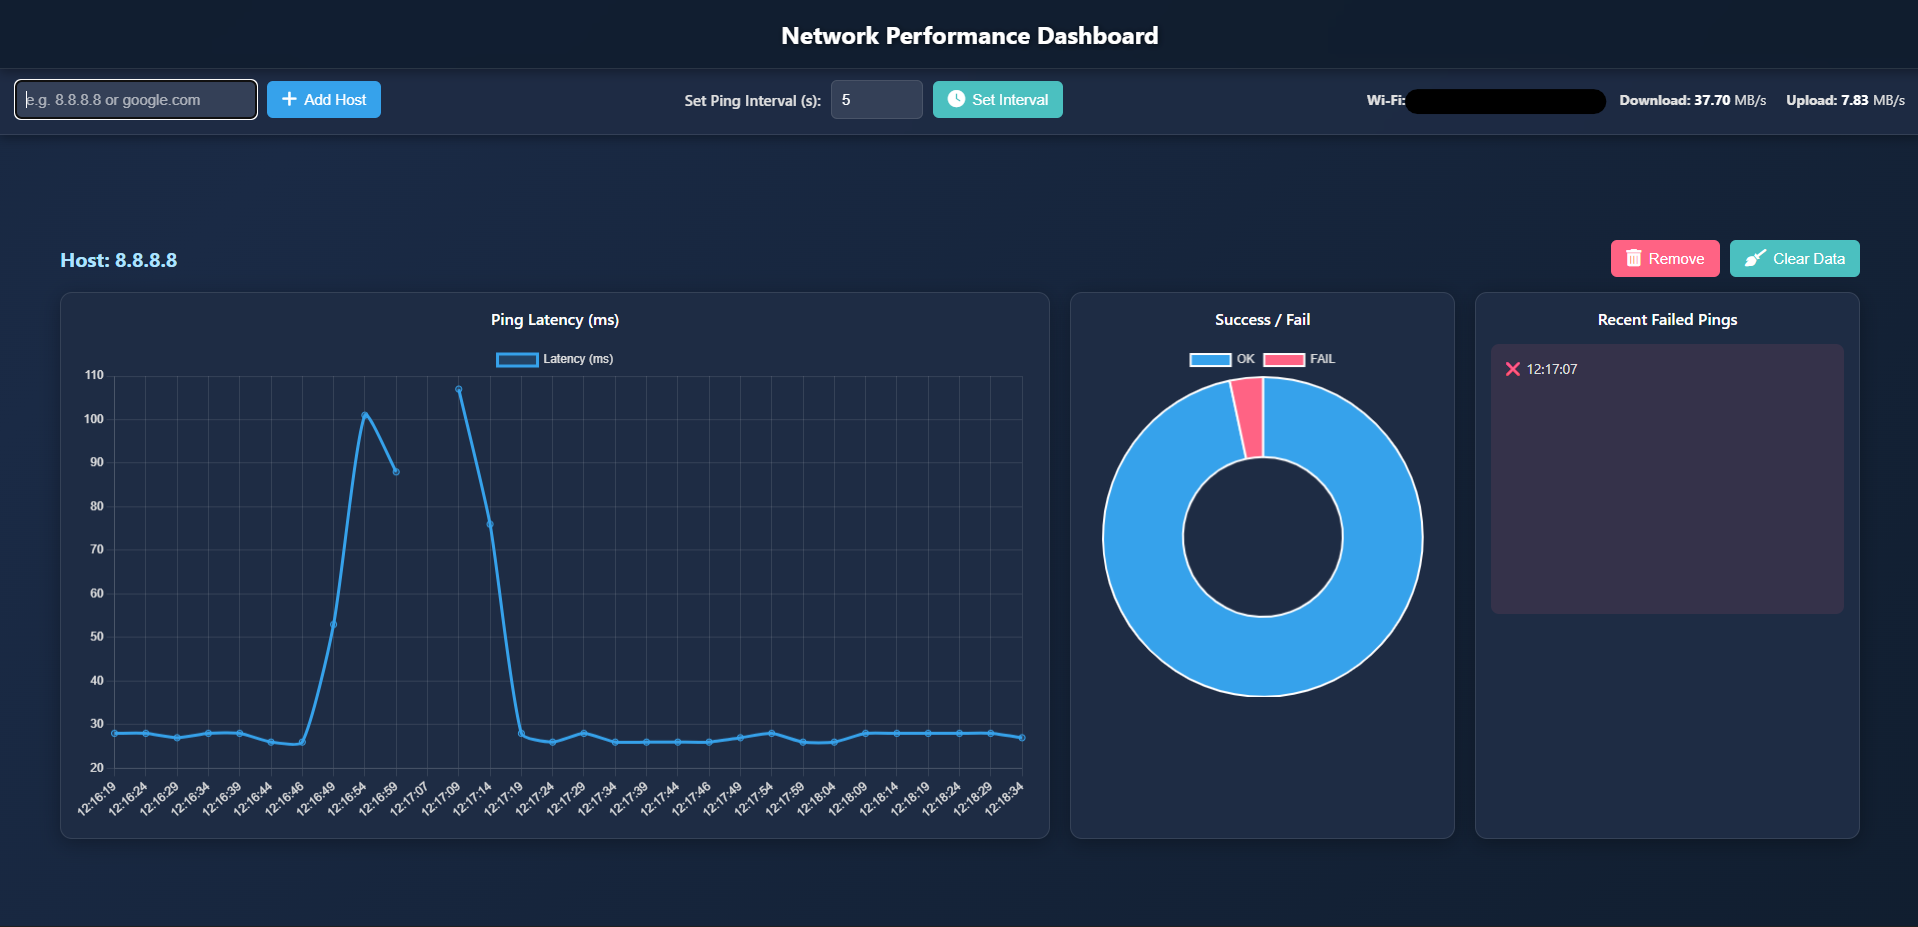 Network Performance Dashboard
e.g. 8.8.8.8 or google.com
Add Host
Set Ping Interval (s):
5
Set Interval
Wi-Fi:
Download: 37.70 MB/s
Upload: 7.83 MB/s
Host: 8.8.8.8
Remove
Clear Data
Ping Latency (ms)
Latency (ms)
110
100
90
80
70
60
50
40
30
20
12:16:19
12:16:24
12:16:29
12:16:34
12:16:39
12:16:44
12:16:46
12:16:49
12:16:54
12:16:59
12:17:07
12:17:09
12:17:14
12:17:19
12:17:24
12:17:29
12:17:34
12:17:39
12:17:44
12:17:46
12:17:49
12:17:54
12:17:59
12:18:04
12:18:09
12:18:14
12:18:19
12:18:24
12:18:29
12:18:34
Success / Fail
OK
FAIL
Recent Failed Pings
12:17:07